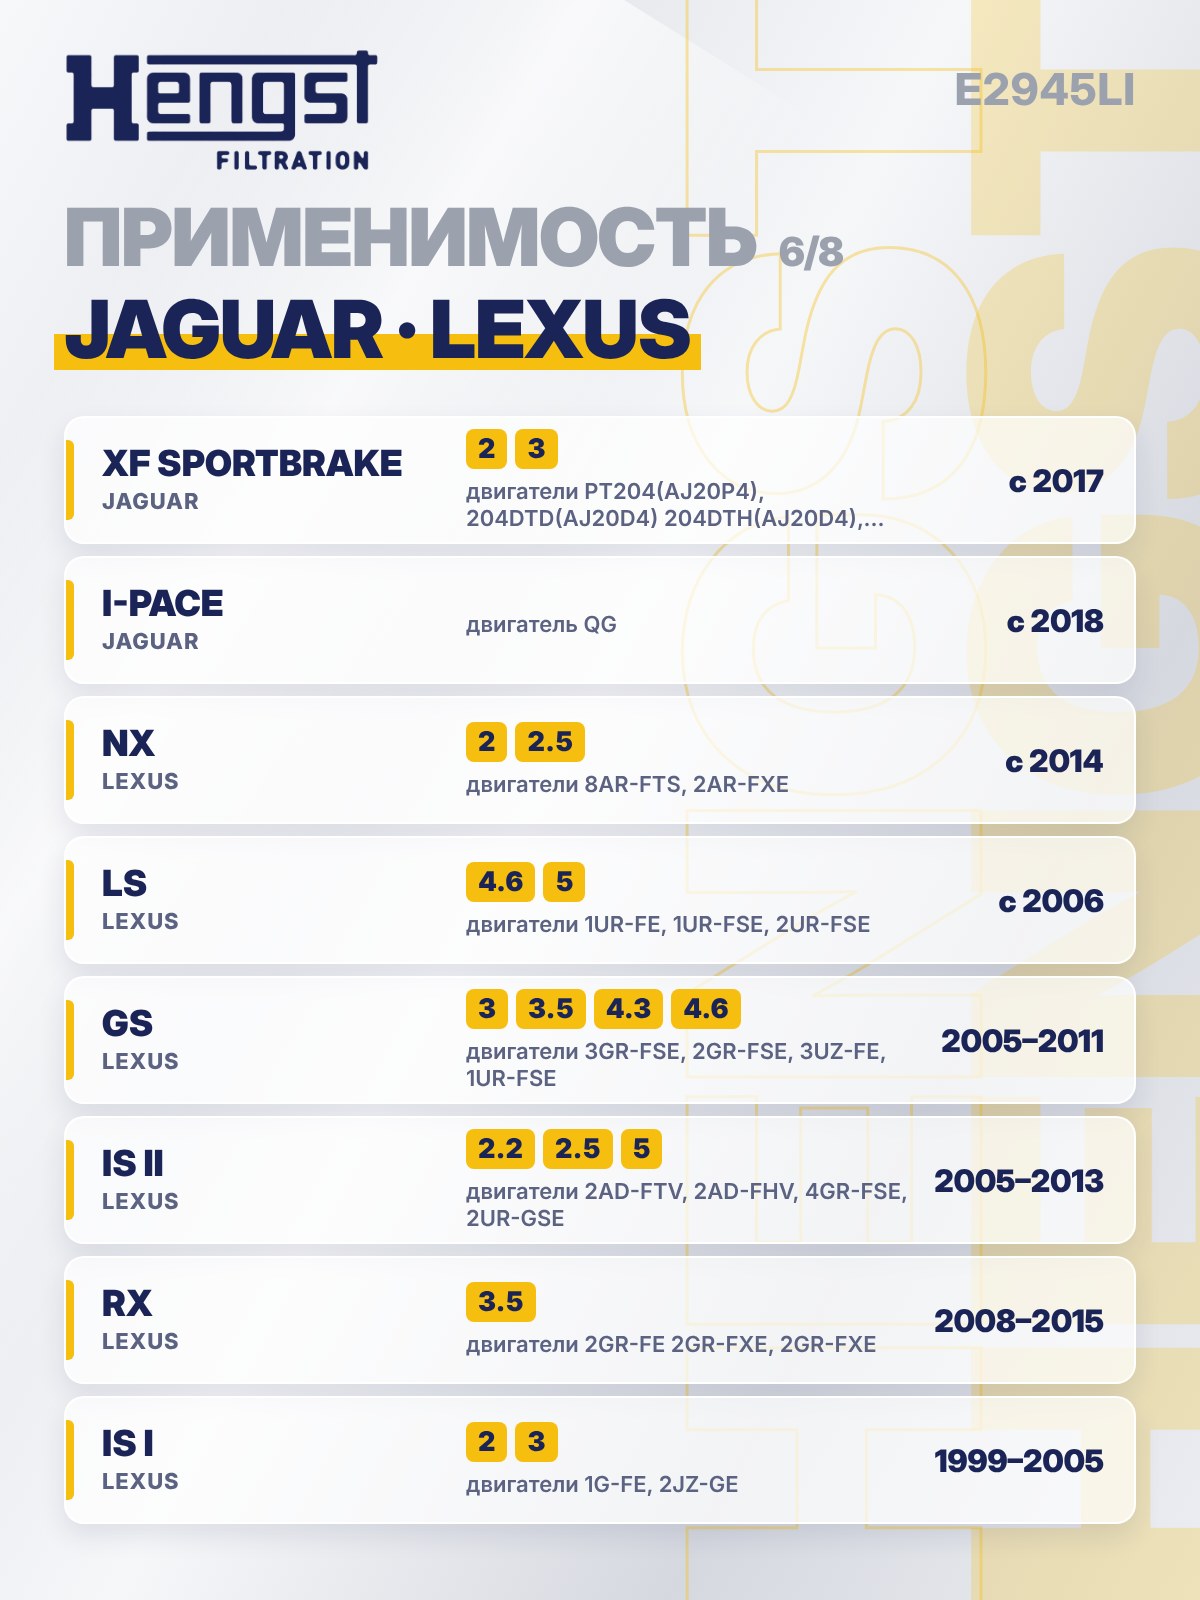 Hengst
FILTRATION
E2945LI
ПРИМЕНИМОСТЬ 6/8
JAGUAR · LEXUS
XF SPORTBRAKE
JAGUAR
2 3
двигатели PT204(AJ20P4),
204DTD(AJ20D4) 204DTH(AJ20D4),...
с 2017
I-PACE
JAGUAR
двигатель QG
с 2018
NX
LEXUS
2 2.5
двигатели 8AR-FTS, 2AR-FXE
с 2014
LS
LEXUS
4.6 5
двигатели 1UR-FE, 1UR-FSE, 2UR-FSE
с 2006
GS
LEXUS
3 3.5 4.3 4.6
двигатели 3GR-FSE, 2GR-FSE, 3UZ-FE,
1UR-FSE
2005–2011
IS II
LEXUS
2.2 2.5 5
двигатели 2AD-FTV, 2AD-FHV, 4GR-FSE,
2UR-GSE
2005–2013
RX
LEXUS
3.5
двигатели 2GR-FE 2GR-FXE, 2GR-FXE
2008–2015
IS I
LEXUS
2 3
двигатели 1G-FE, 2JZ-GE
1999–2005
HENGST
HENGST